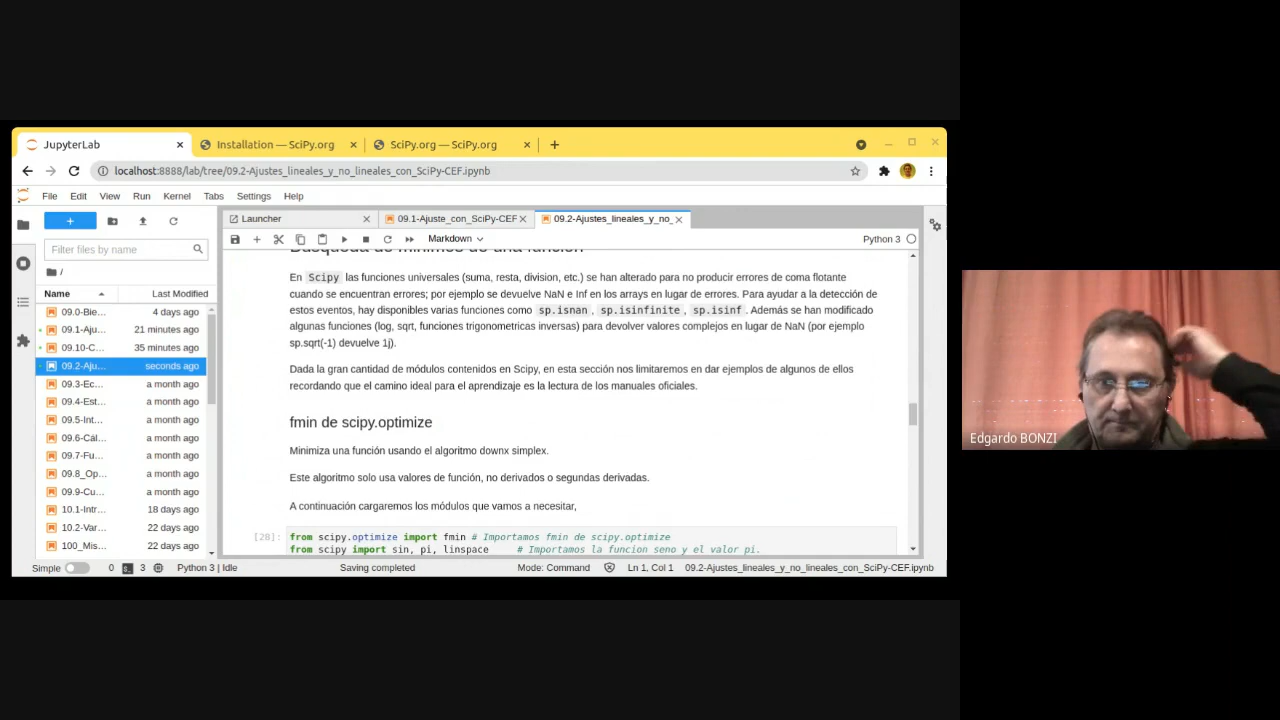 JupyterLab
Installation — SciPy.org
SciPy.org — SciPy.org
localhost:8888/lab/tree/09.2-Ajustes_lineales_y_no_lineales_con_SciPy-CEF.ipynb
File Edit View Run Kernel Tabs Settings Help
Launcher
09.1-Ajuste_con_SciPy-CEF
09.2-Ajustes_lineales_y_no_
Filter files by name
Markdown
Python 3
/
Name Last Modified
09.0-Bie... 4 days ago
09.1-Aju... 21 minutes ago
09.10-C... 35 minutes ago
09.2-Aju... seconds ago
09.3-Ec... a month ago
09.4-Est... a month ago
09.5-Int... a month ago
09.6-Cál... a month ago
09.7-Fu... a month ago
09.8_Op... a month ago
09.9-Cu... a month ago
10.1-Intr... 18 days ago
10.2-Var... 22 days ago
100_Mis... 22 days ago
Búsqueda de mínimos de una función
En Scipy las funciones universales (suma, resta, division, etc.) se han alterado para no producir errores de coma flotante
cuando se encuentran errores; por ejemplo se devuelve NaN e Inf en los arrays en lugar de errores. Para ayudar a la detección de
estos eventos, hay disponibles varias funciones como sp.isnan, sp.isinfinite, sp.isinf. Además se han modificado
algunas funciones (log, sqrt, funciones trigonometricas inversas) para devolver valores complejos en lugar de NaN (por ejemplo
sp.sqrt(-1) devuelve 1j).
Dada la gran cantidad de módulos contenidos en Scipy, en esta sección nos limitaremos en dar ejemplos de algunos de ellos
recordando que el camino ideal para el aprendizaje es la lectura de los manuales oficiales.
fmin de scipy.optimize
Minimiza una función usando el algoritmo downx simplex.
Este algoritmo solo usa valores de función, no derivados o segundas derivadas.
A continuación cargaremos los módulos que vamos a necesitar,
[28]: from scipy.optimize import fmin # Importamos fmin de scipy.optimize
from scipy import sin, pi, linspace # Importamos la funcion seno y el valor pi.
Simple 0 3 Python 3 | Idle Saving completed Mode: Command Ln 1, Col 1 09.2-Ajustes_lineales_y_no_lineales_con_SciPy-CEF.ipynb
Edgardo BONZI